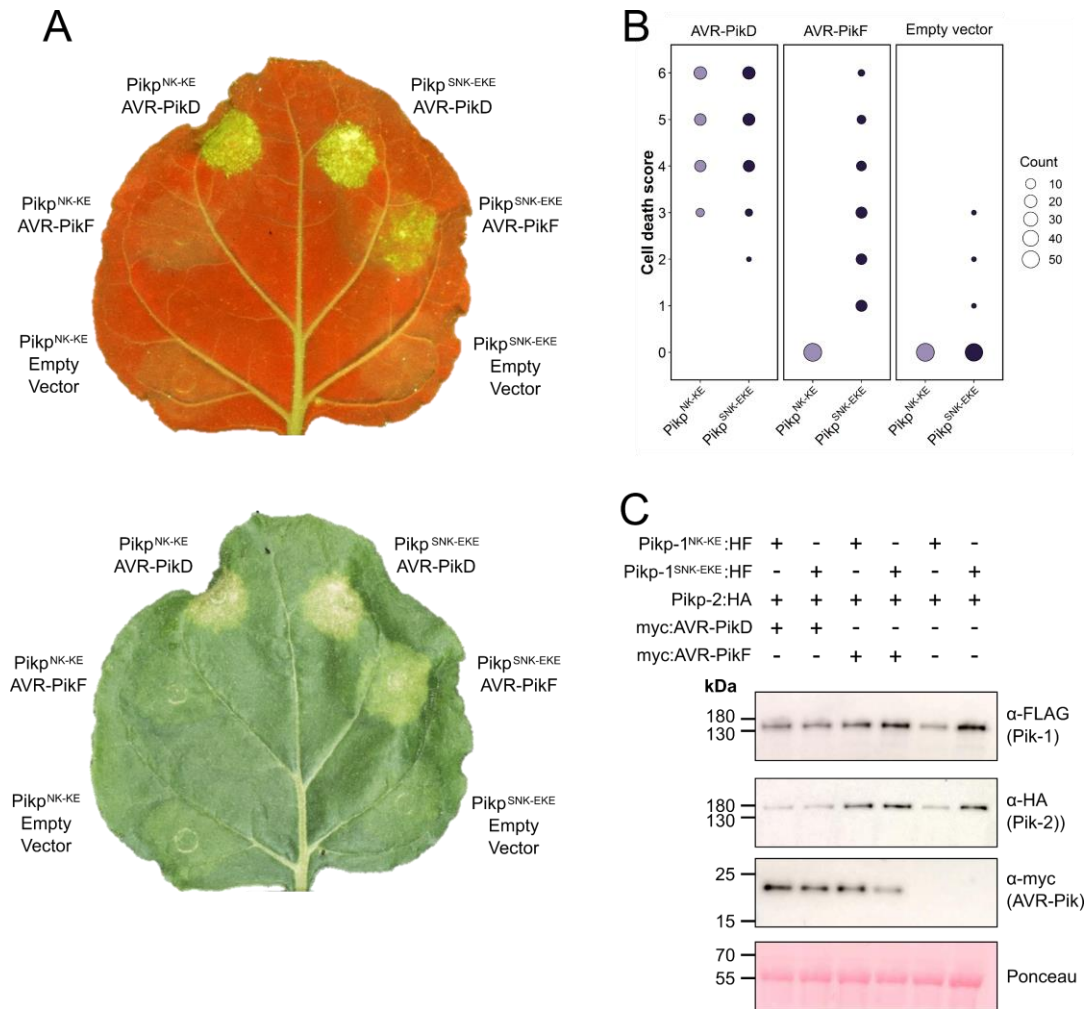 A
Pikp^NK-KE
AVR-PikD
Pikp^SNK-EKE
AVR-PikD
Pikp^NK-KE
AVR-PikF
Pikp^SNK-EKE
AVR-PikF
Pikp^NK-KE
Empty
Vector
Pikp^SNK-EKE
Empty
Vector
Pikp^NK-KE
AVR-PikD
Pikp^SNK-EKE
AVR-PikD
Pikp^NK-KE
AVR-PikF
Pikp^SNK-EKE
AVR-PikF
Pikp^NK-KE
Empty
Vector
Pikp^SNK-EKE
Empty
Vector
B
AVR-PikD AVR-PikF Empty vector
Cell death score
6
5
4
3
2
1
0
Pikp^NK-KE Pikp^SNK-EKE Pikp^NK-KE Pikp^SNK-EKE Pikp^NK-KE Pikp^SNK-EKE
Count
10
20
30
40
50
C
Pikp-1^NK-KE:HF + - + - + -
Pikp-1^SNK-EKE:HF - + - + - +
Pikp-2:HA + + + + + +
myc:AVR-PikD + + - - - -
myc:AVR-PikF - - + + - -
kDa
180
130
α-FLAG
(Pik-1)
180
130
α-HA
(Pik-2))
25
15
α-myc
(AVR-Pik)
70
55
Ponceau